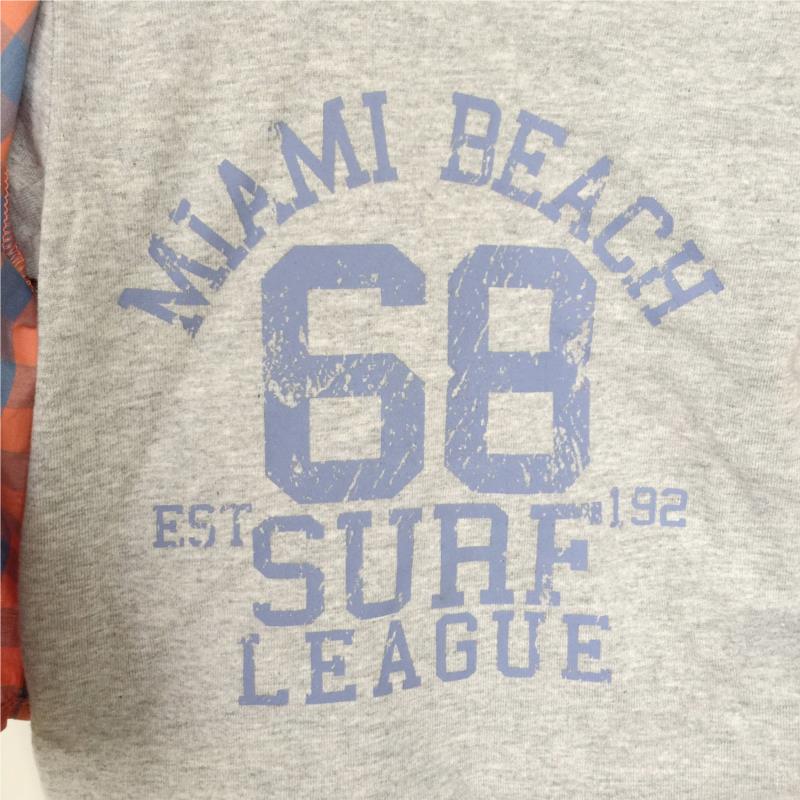 MIAMI BEACH
68
EST 192
SURF
LEAGUE